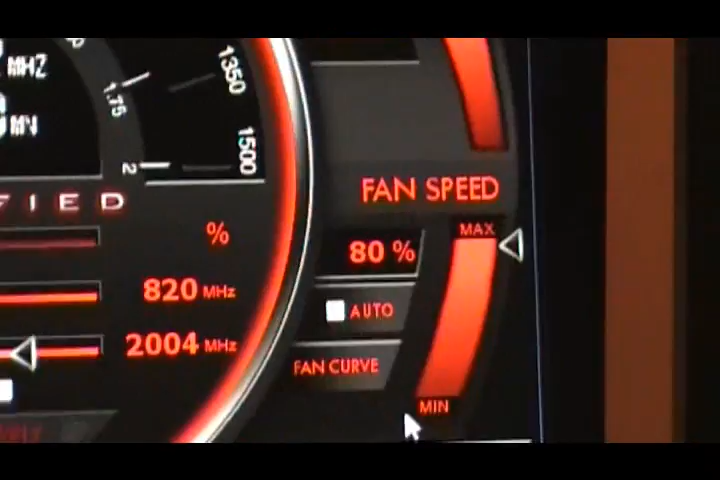 MHZ
MV
1.75
2
1350
1500
FIED
FAN SPEED
%
MAX
80 %
820 MHz
AUTO
2004 MHz
FAN CURVE
MIN